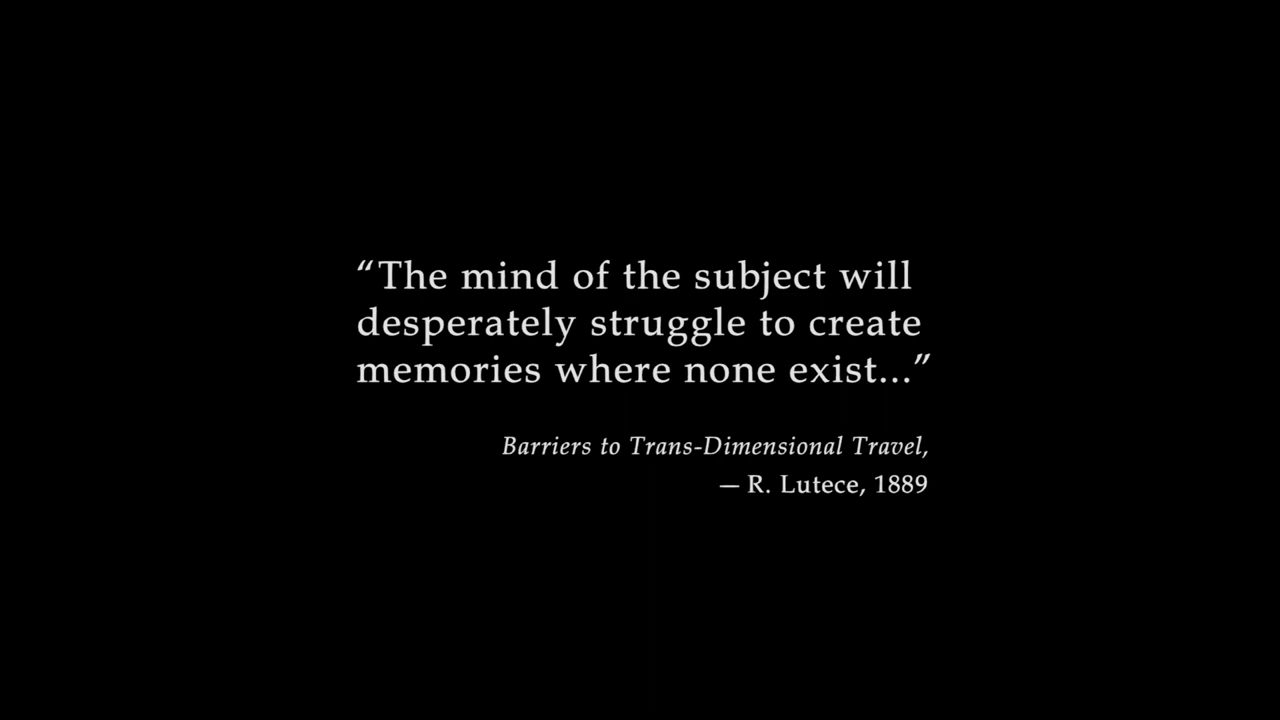 “The mind of the subject will
desperately struggle to create
memories where none exist...”
Barriers to Trans-Dimensional Travel,
— R. Lutece, 1889